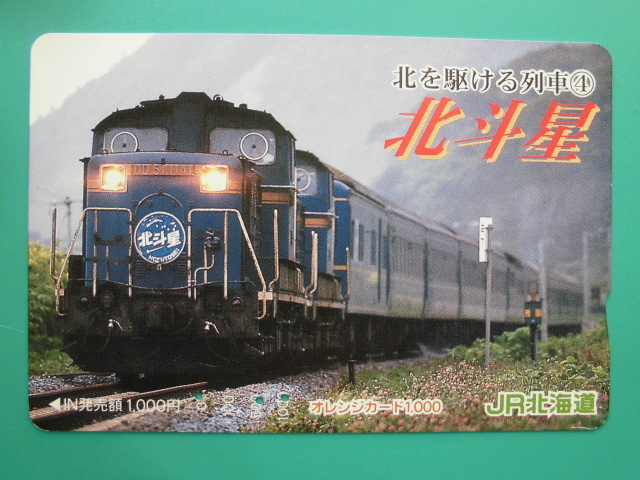 北を駆ける列車④
北斗星
北斗星
HOKUTOSEI
◀IN発売額 1,000円
オレンジカード1,000
JR北海道